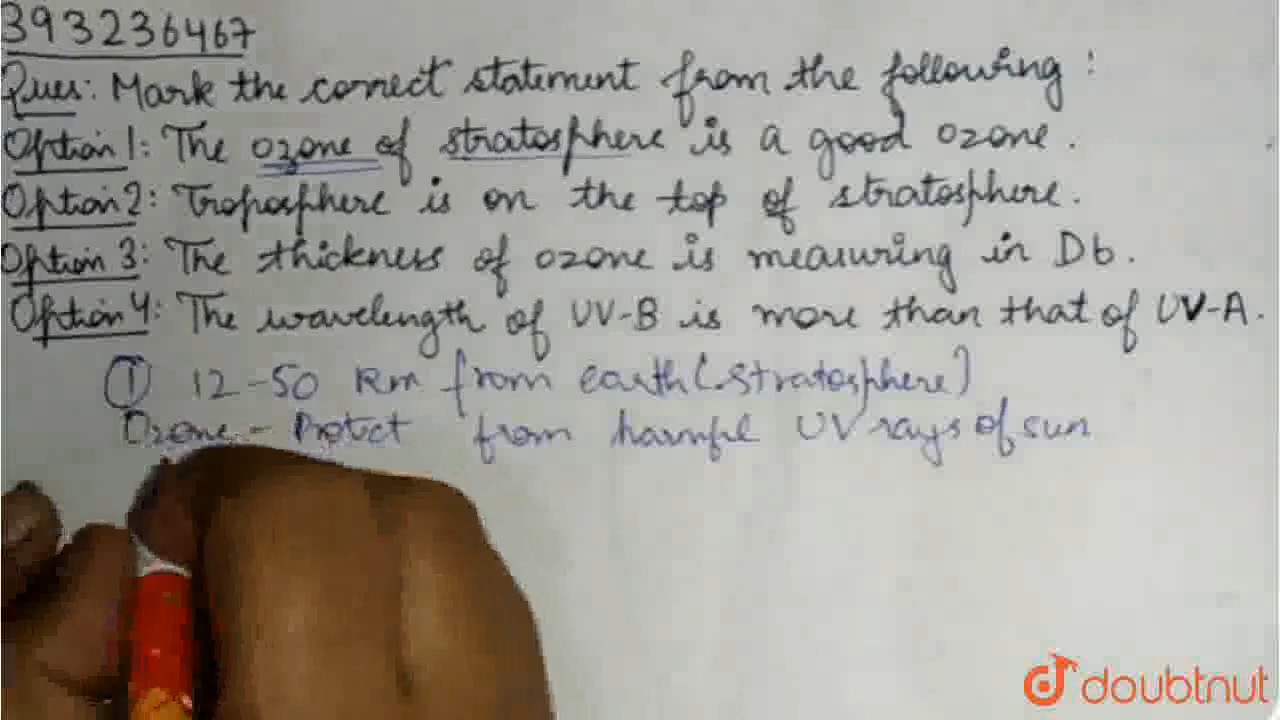 393236467
Ques: Mark the correct statement from the following:
Option 1: The ozone of stratosphere is a good ozone.
Option 2: Troposphere is on the top of stratosphere.
Option 3: The thickness of ozone is measuring in Db.
Option 4: The wavelength of UV-B is more than that of UV-A.
① 12-50 Km from earth (stratosphere)
Ozone - Protect from harmful UV rays of sun
doubtnut